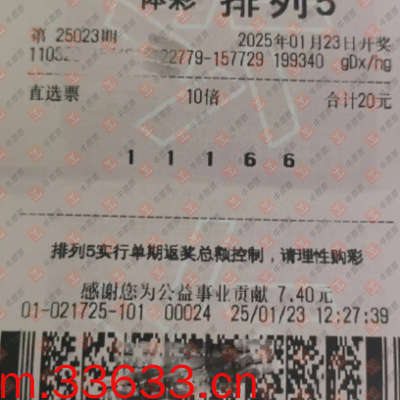 体彩 排列5
第 25023期 2025年01月23日开奖
22779-157729 199340 gDx/hg
直选票 10倍 合计20元
1 1 1 6 6
排列5实行单期返奖总额控制，请理性购彩
感谢您为公益事业贡献 7.40元
01-021725-101 00024 25/01/23 12:27:39
m.33633.cn